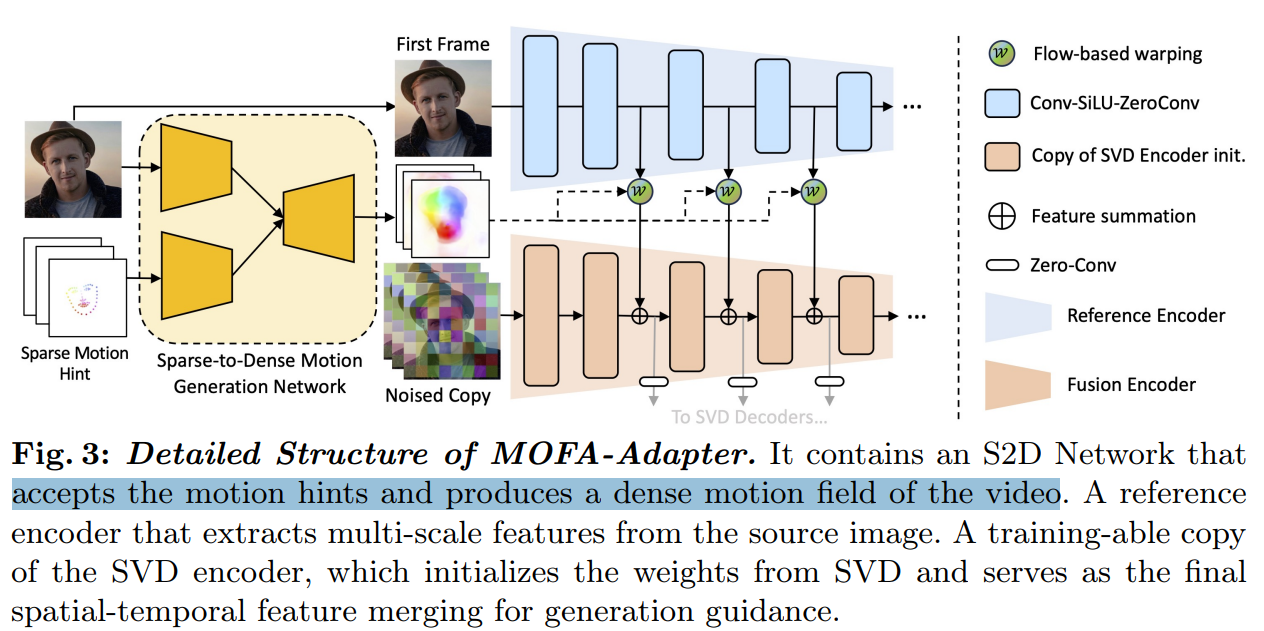 First Frame
Sparse Motion
Hint
Sparse-to-Dense Motion
Generation Network
Noised Copy
...
...
To SVD Decoders...
w
w
w
w
Flow-based warping
Conv-SiLU-ZeroConv
Copy of SVD Encoder init.
Feature summation
Zero-Conv
Reference Encoder
Fusion Encoder
Fig. 3: Detailed Structure of MOFA-Adapter. It contains an S2D Network that
accepts the motion hints and produces a dense motion field of the video. A reference
encoder that extracts multi-scale features from the source image. A training-able copy
of the SVD encoder, which initializes the weights from SVD and serves as the final
spatial-temporal feature merging for generation guidance.